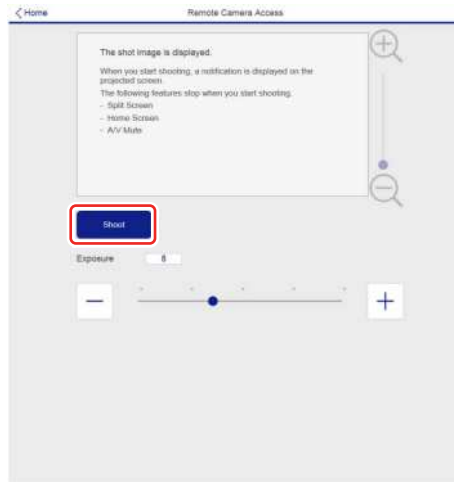 Home
Remote Camera Access
The shot image is displayed.
When you start shooting, a notification is displayed on the
projected screen.
The following features stop when you start shooting.
- Split Screen
- Home Screen
- A/V Mute
Shoot
Exposure 6